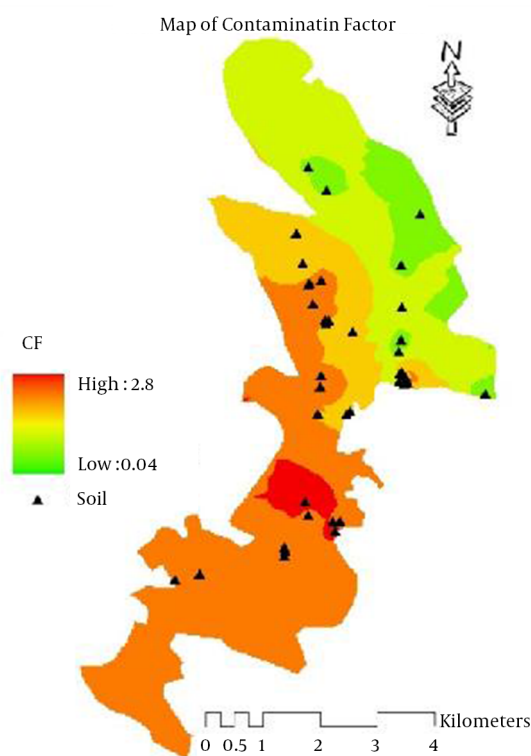 Map of Contaminatin Factor
N
CF
High : 2.8
Low :0.04
Soil
Kilometers
0 0.5 1 2 3 4